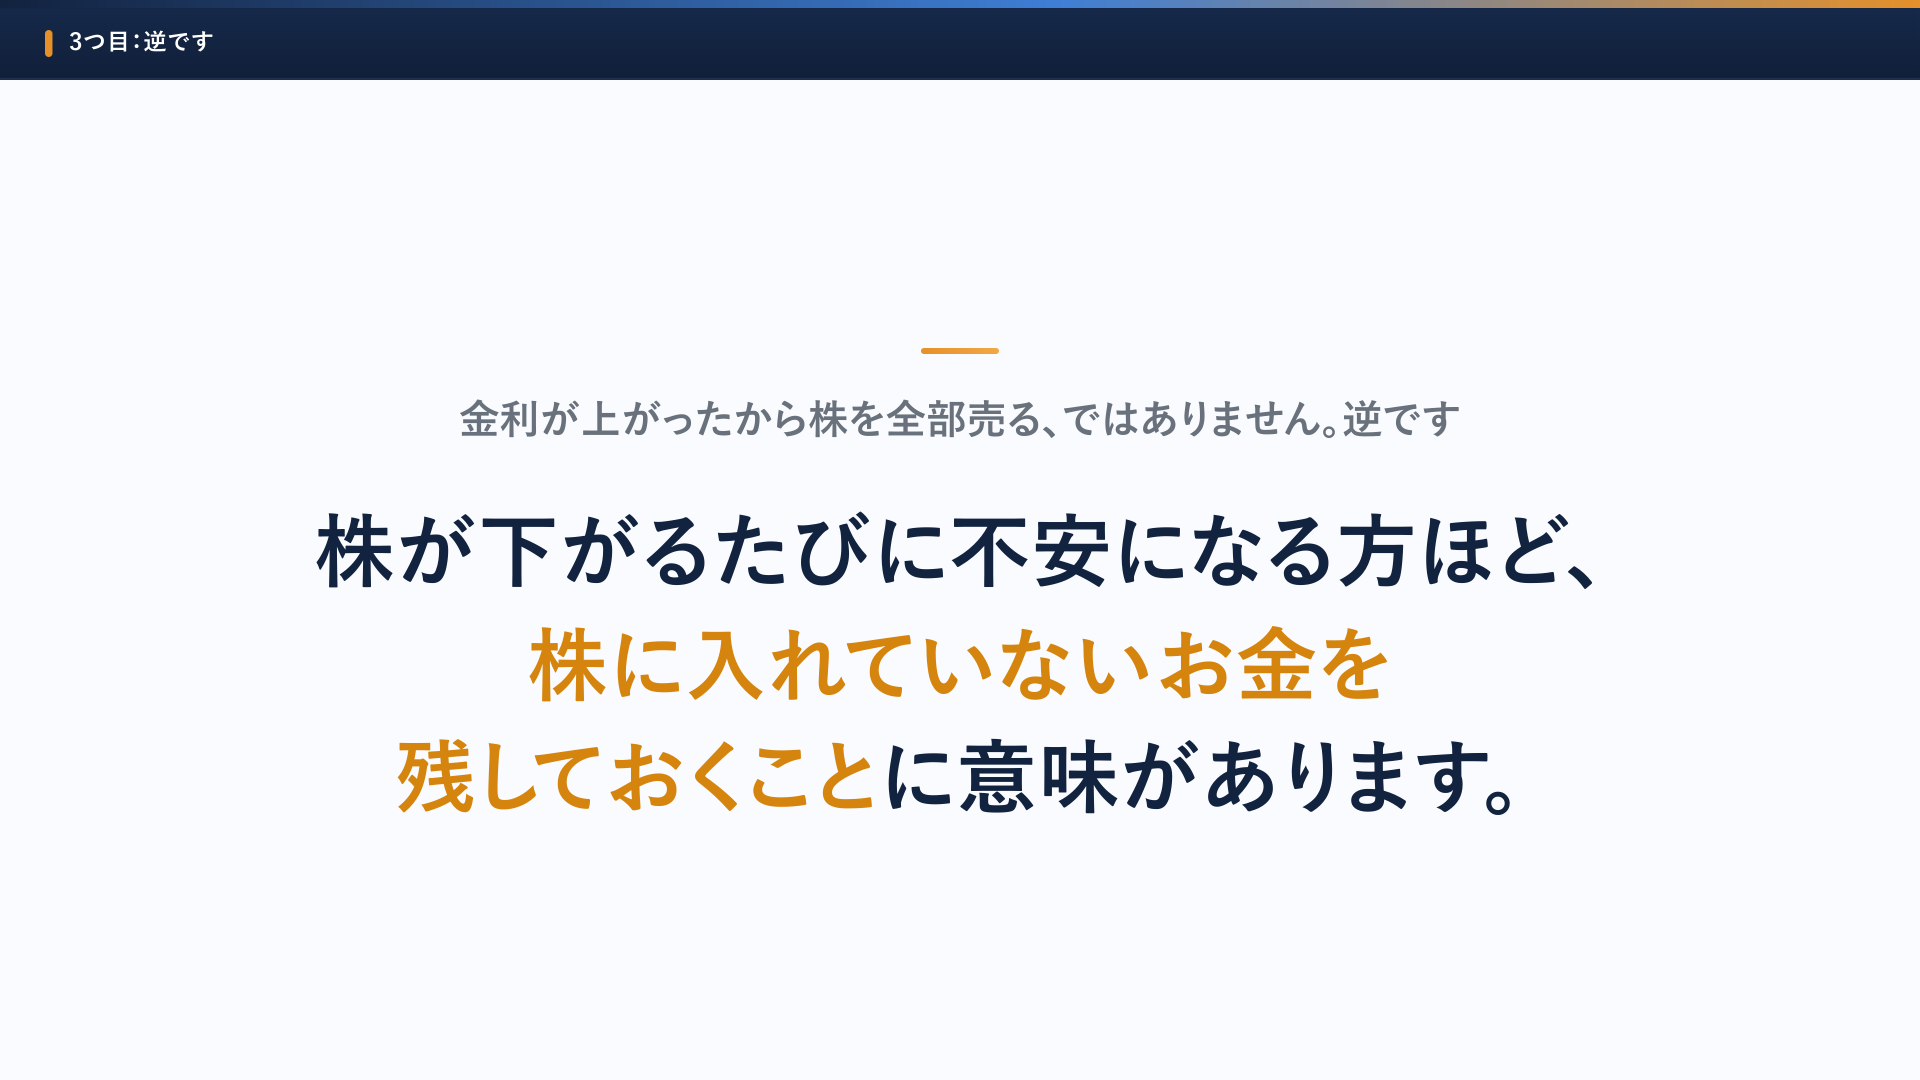 3つ目：逆です
金利が上がったから株を全部売る、ではありません。逆です
株が下がるたびに不安になる方ほど、
株に入れていないお金を
残しておくことに意味があります。